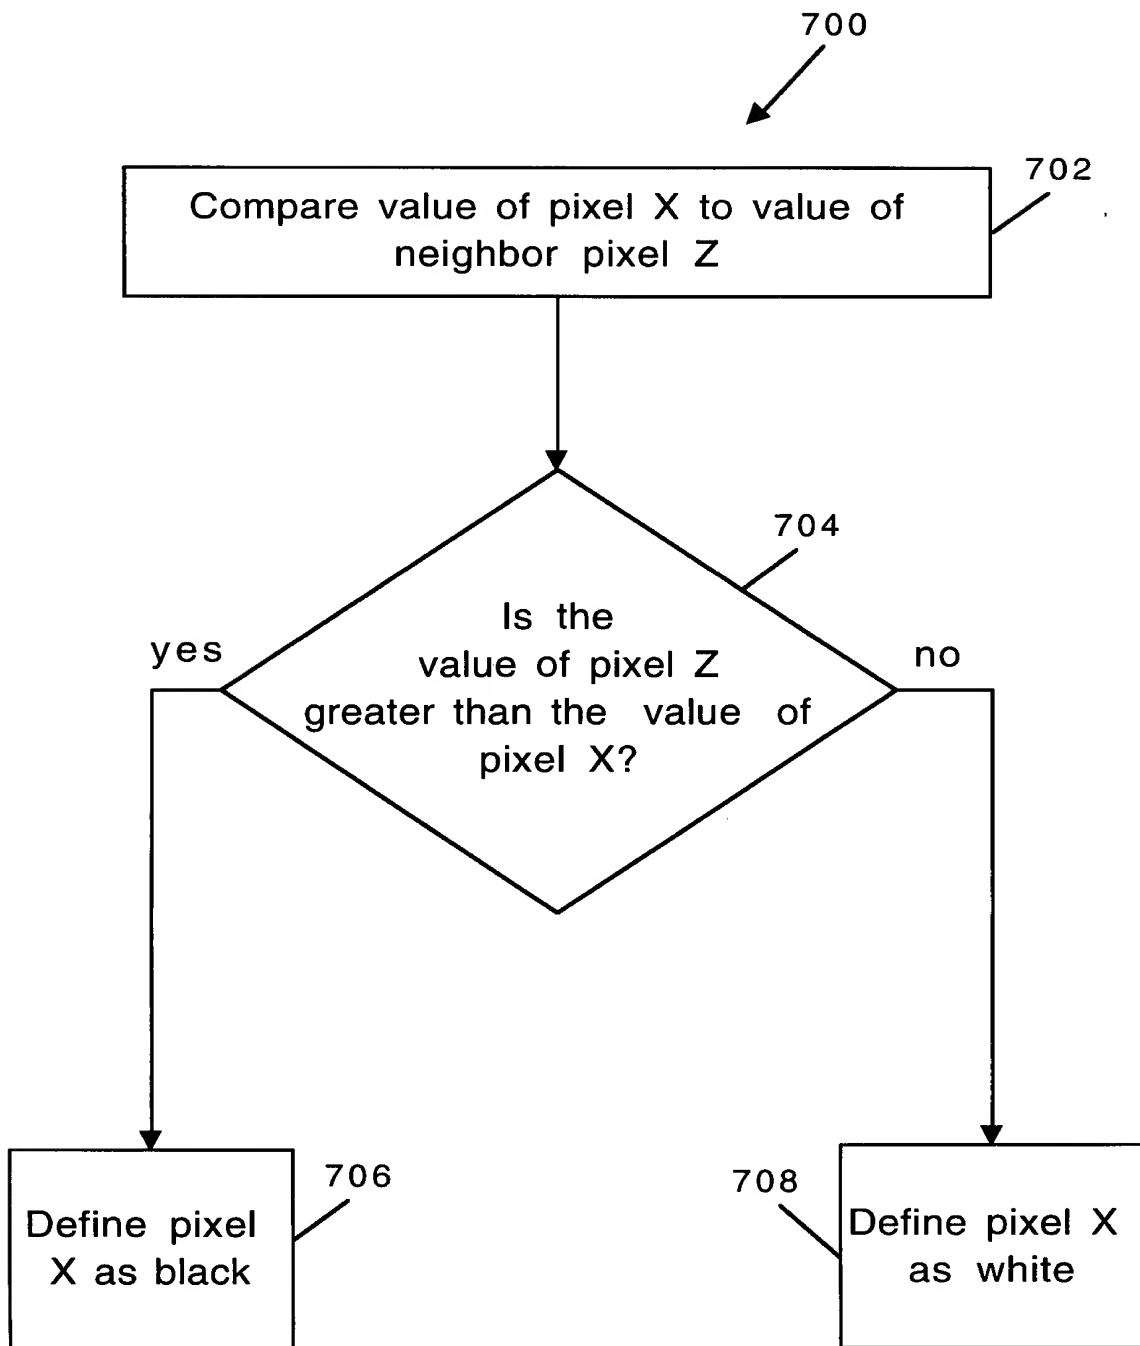 700
702
Compare value of pixel X to value of
neighbor pixel Z
704
Is the
value of pixel Z
greater than the value of
pixel X?
yes
no
706
Define pixel
X as black
708
Define pixel X
as white